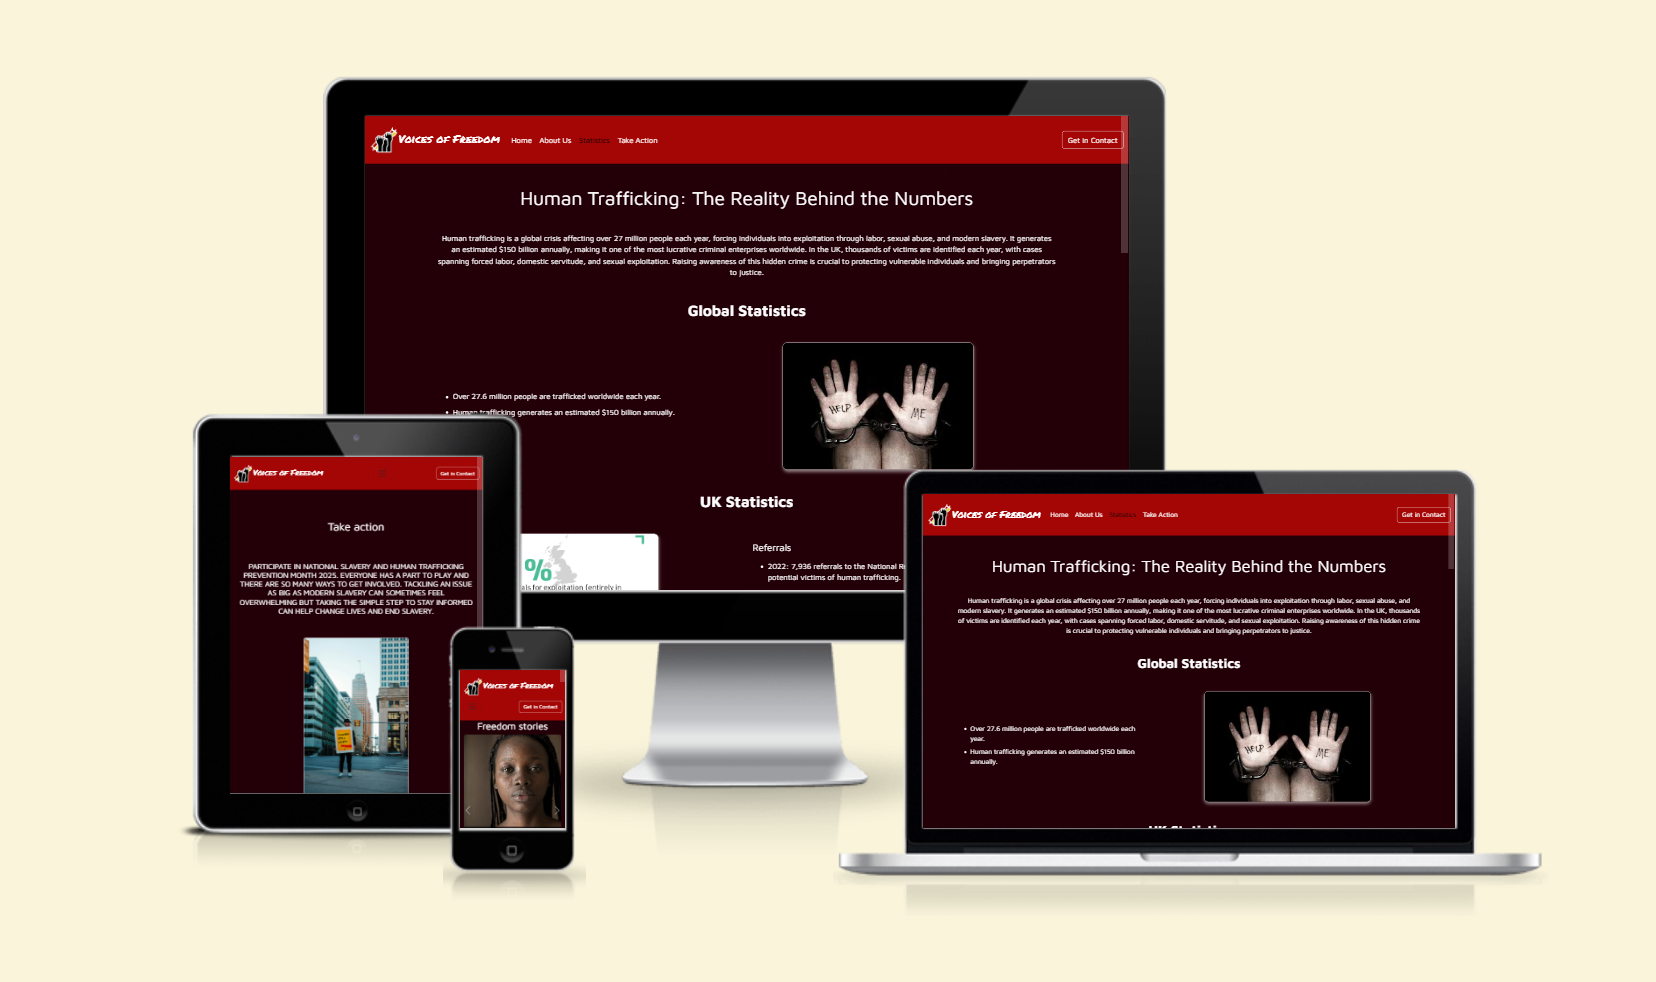 Voices of Freedom
Home About Us Statistics Take Action
Get in Contact
Human Trafficking: The Reality Behind the Numbers
Human trafficking is a global crisis affecting over 27 million people each year, forcing individuals into exploitation through labor, sexual abuse, and modern slavery. It generates
an estimated $150 billion annually, making it one of the most lucrative criminal enterprises worldwide. In the UK, thousands of victims are identified each year, with cases
spanning forced labor, domestic servitude, and sexual exploitation. Raising awareness of this hidden crime is crucial to protecting vulnerable individuals and bringing perpetrators
to justice.
Global Statistics
• Over 27.6 million people are trafficked worldwide each year.
• Human trafficking generates an estimated $150 billion annually.
HELP ME
UK Statistics
%
als for exploitation (entirely in
Referrals
• 2022: 7,936 referrals to the National R
potential victims of human trafficking.
Voices of Freedom
Get in Contact
Take action
PARTICIPATE IN NATIONAL SLAVERY AND HUMAN TRAFFICKING
PREVENTION MONTH 2025. EVERYONE HAS A PART TO PLAY AND
THERE ARE SO MANY WAYS TO GET INVOLVED. TACKLING AN ISSUE
AS BIG AS MODERN SLAVERY CAN SOMETIMES FEEL
OVERWHELMING BUT TAKING THE SIMPLE STEP TO STAY INFORMED
CAN HELP CHANGE LIVES AND END SLAVERY.
Voices of Freedom
Get in Contact
Freedom stories
Voices of Freedom
Home About Us Statistics Take Action
Get in Contact
Human Trafficking: The Reality Behind the Numbers
Human trafficking is a global crisis affecting over 27 million people each year, forcing individuals into exploitation through labor, sexual abuse, and
modern slavery. It generates an estimated $150 billion annually, making it one of the most lucrative criminal enterprises worldwide. In the UK, thousands
of victims are identified each year, with cases spanning forced labor, domestic servitude, and sexual exploitation. Raising awareness of this hidden crime
is crucial to protecting vulnerable individuals and bringing perpetrators to justice.
Global Statistics
• Over 27.6 million people are trafficked worldwide each
year.
• Human trafficking generates an estimated $150 billion
annually.
HELP ME
UK Statisti